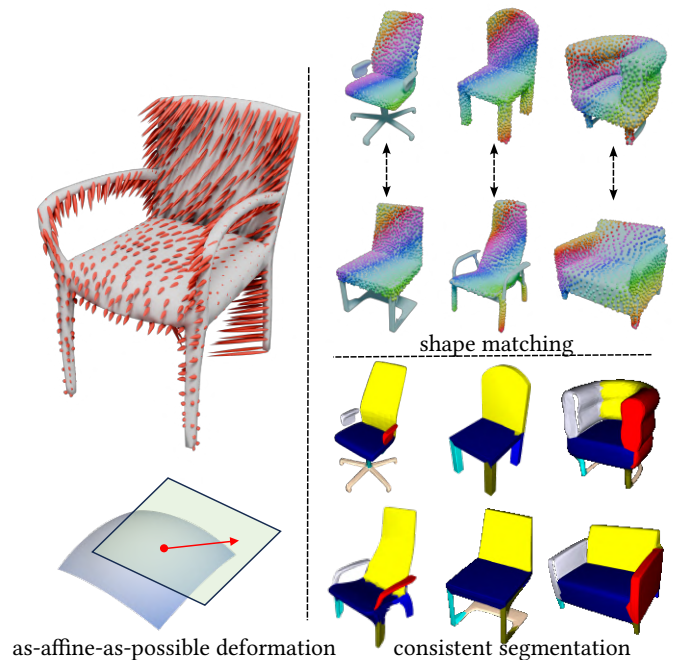 shape matching
as-affine-as-possible deformation
consistent segmentation